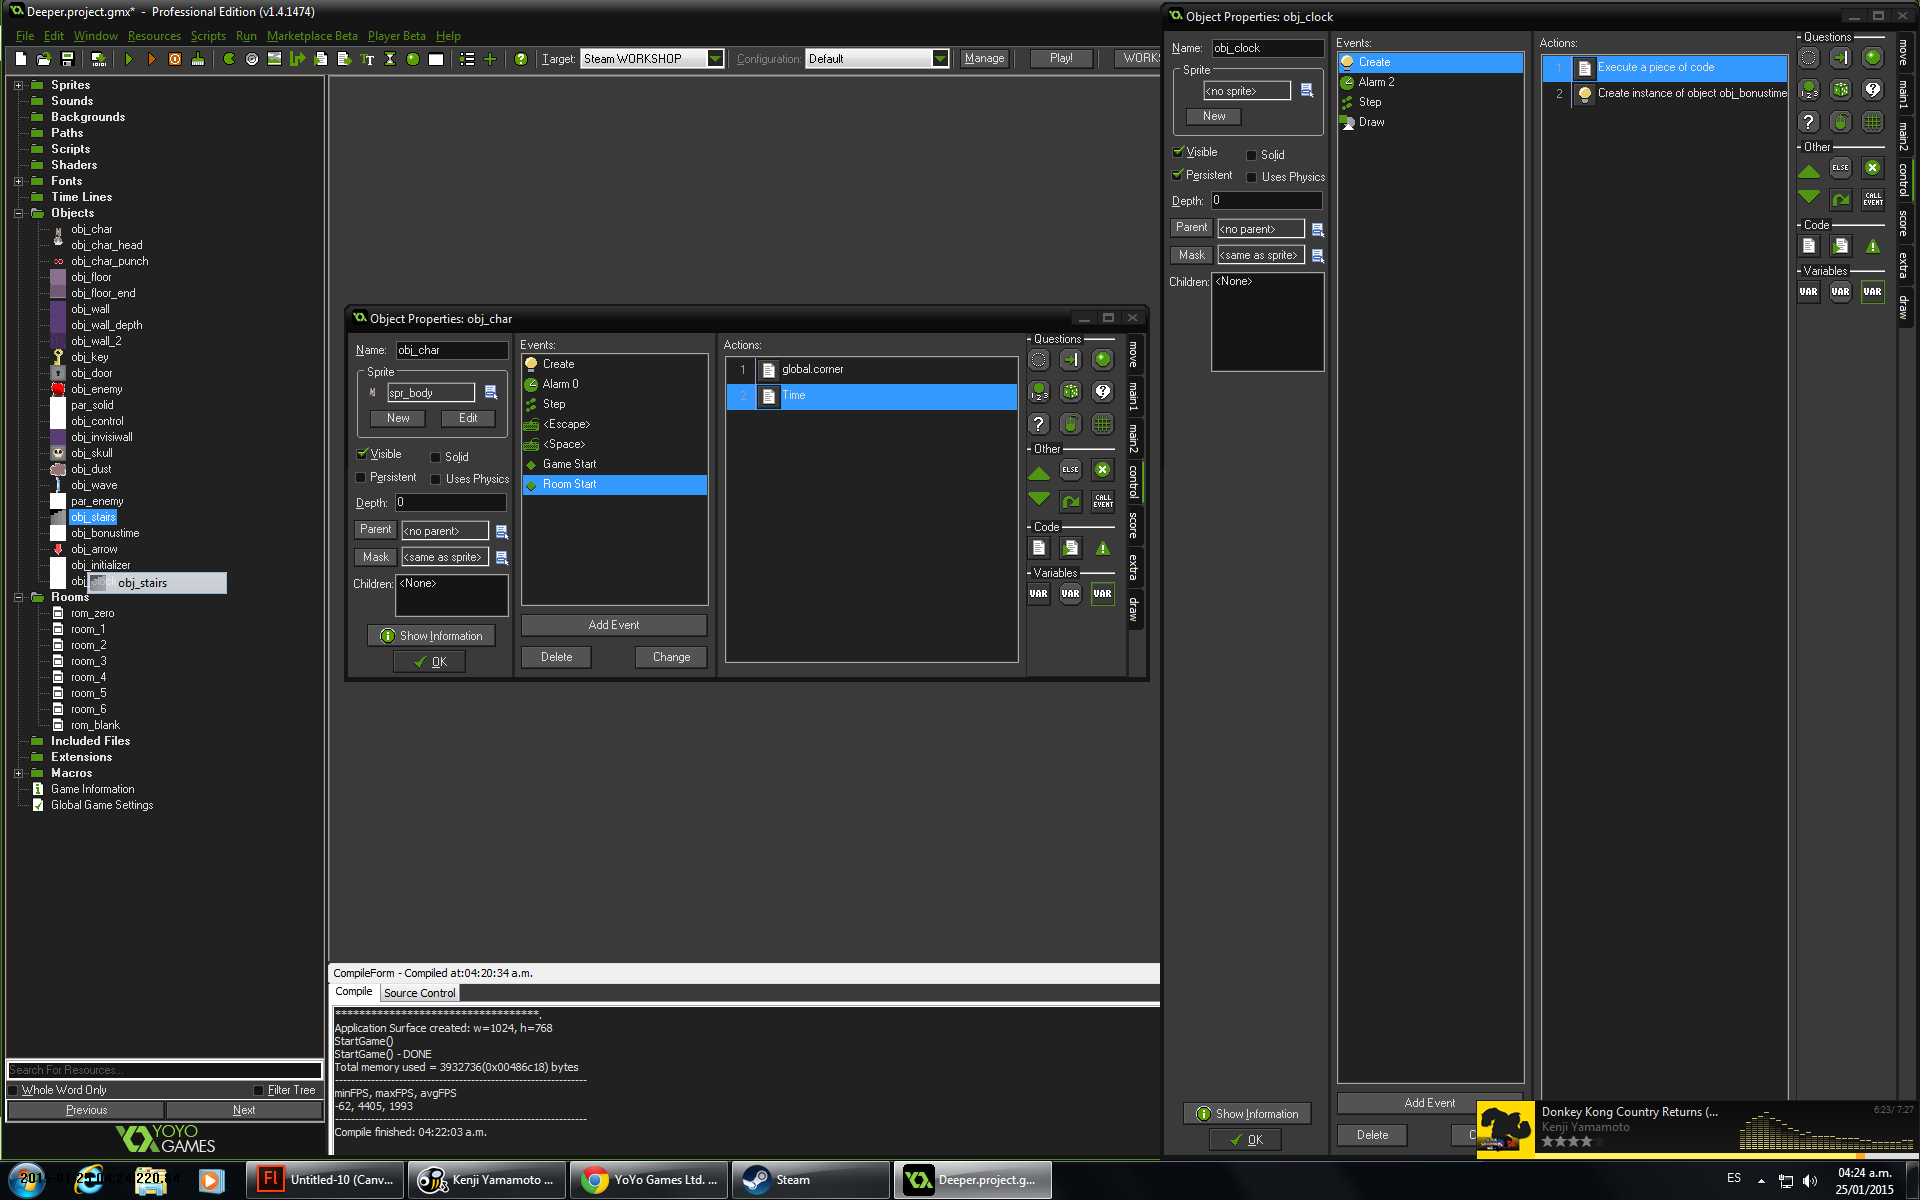 Deeper.project.gmx* - Professional Edition (v1.4.1474)
File Edit Window Resources Scripts Run Marketplace Beta Player Beta Help
Target: Steam WORKSHOP Configuration: Default Manage Play! WORKS
Sprites
Sounds
Backgrounds
Paths
Scripts
Shaders
Fonts
Time Lines
Objects
obj_char
obj_char_head
obj_char_punch
obj_floor
obj_floor_end
obj_wall
obj_wall_depth
obj_wall_2
obj_key
obj_door
obj_enemy
par_solid
obj_control
obj_invisiwall
obj_skull
obj_dust
obj_wave
par_enemy
obj_stairs
obj_bonustime
obj_arrow
obj_initializer
obj_stairs
Rooms
rom_zero
room_1
room_2
room_3
room_4
room_5
room_6
rom_blank
Included Files
Extensions
Macros
Game Information
Global Game Settings
Search For Resources...
Whole Word Only Filter Tree
Previous Next
YOYO
GAMES
Object Properties: obj_char
Name: obj_char
Sprite
spr_body
New Edit
Visible Solid
Persistent Uses Physics
Depth: 0
Parent <no parent>
Mask <same as sprite>
Children: <None>
Show Information
OK
Events:
Create
Alarm 0
Step
<Escape>
<Space>
Game Start
Room Start
Add Event
Delete Change
Actions:
1 global.corner
2 Time
Questions
Other
ELSE
CALL EVENT
Code
Variables
VAR VAR VAR
move
main1
main2
control
score
extra
draw
CompileForm - Compiled at:04:20:34 a.m.
Compile Source Control
***********************************.
Application Surface created: w=1024, h=768
StartGame()
StartGame() - DONE
Total memory used = 3932736(0x00486c18) bytes
minFPS, maxFPS, avgFPS
-62, 4405, 1993
Compile finished: 04:22:03 a.m.
Object Properties: obj_clock
Name: obj_clock
Sprite
<no sprite>
New
Visible Solid
Persistent Uses Physics
Depth: 0
Parent <no parent>
Mask <same as sprite>
Children: <None>
Show Information
OK
Events:
Create
Alarm 2
Step
Draw
Add Event
Delete C
Actions:
1 Execute a piece of code
2 Create instance of object obj_bonustime
Questions
Other
ELSE
CALL EVENT
Code
Variables
VAR VAR VAR
move
main1
main2
control
score
extra
draw
Donkey Kong Country Returns (...
Kenji Yamamoto
6:23/ 7:27
Untitled-10 (Canv...
Kenji Yamamoto ...
YoYo Games Ltd. ...
Steam
Deeper.project.g...
ES
04:24 a.m.
25/01/2015